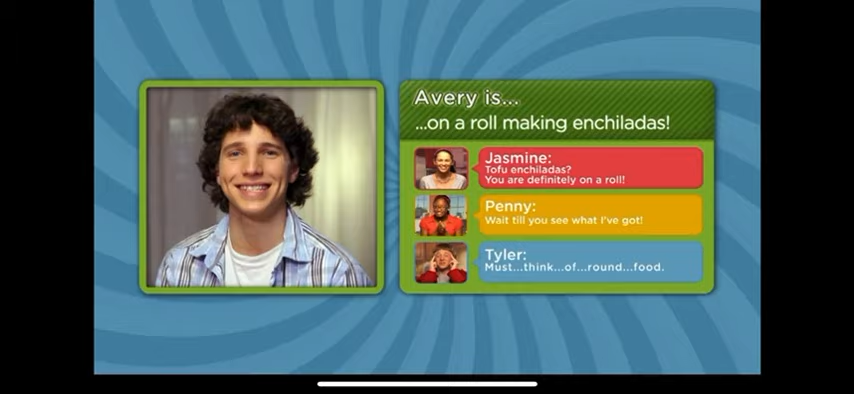 Avery is...
...on a roll making enchiladas!
Jasmine:
Tofu enchiladas?
You are definitely on a roll!
Penny:
Wait till you see what I've got!
Tyler:
Must...think...of...round...food.